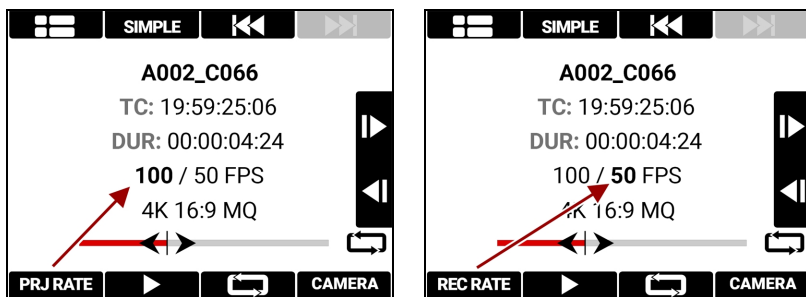 SIMPLE
A002_C066
TC: 19:59:25:06
DUR: 00:00:04:24
100 / 50 FPS
4K 16:9 MQ
PRJ RATE
CAMERA
SIMPLE
A002_C066
TC: 19:59:25:06
DUR: 00:00:04:24
100 / 50 FPS
4K 16:9 MQ
REC RATE
CAMERA